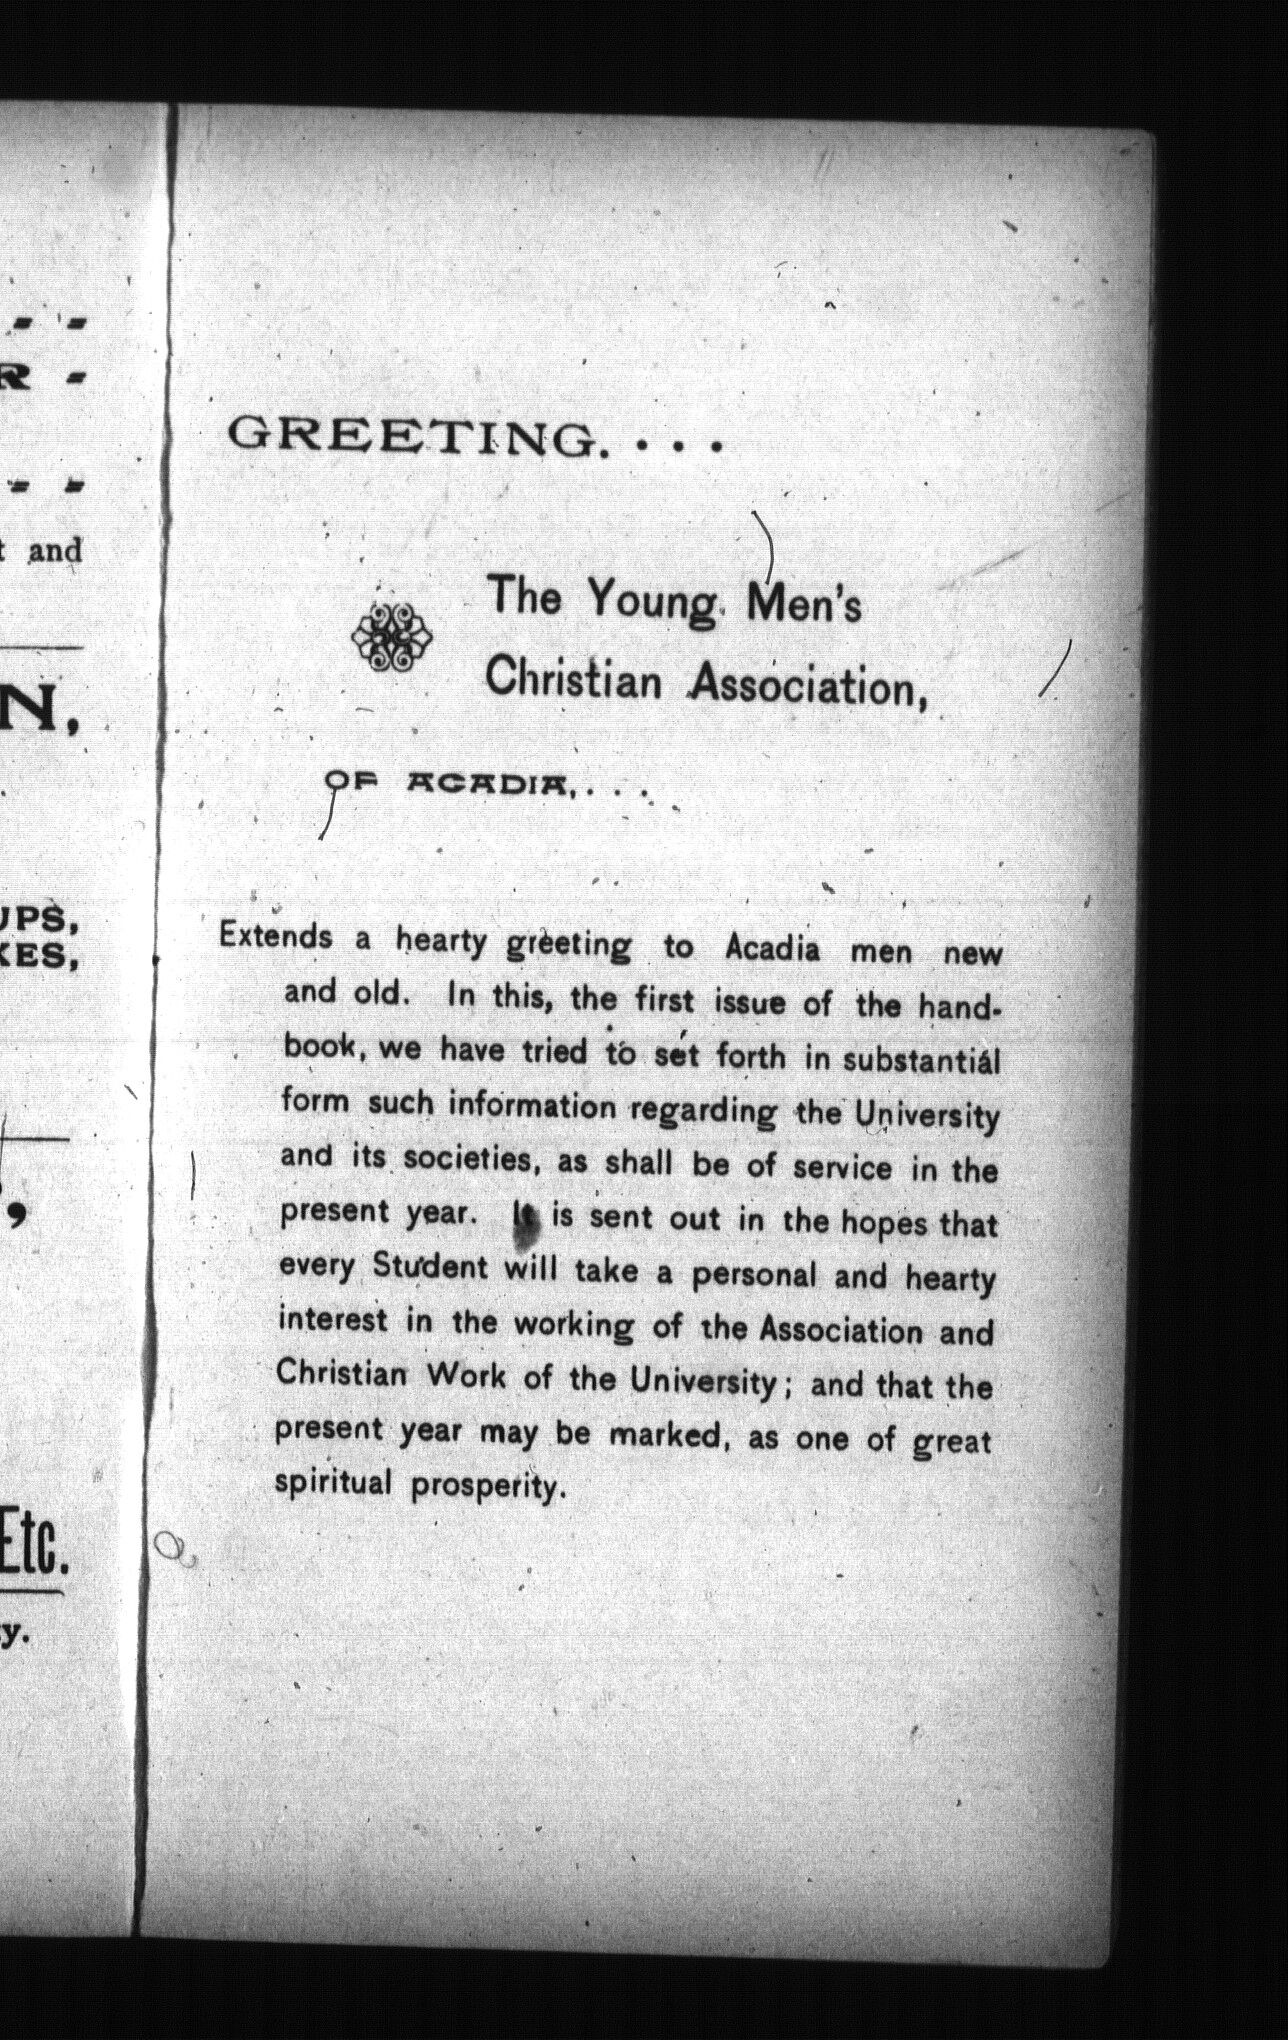 t and
UPS,
KES,
Etc.
GREETING. . . .
The Young Men's
Christian Association,
OF ACADIA, . . .
Extends a hearty greeting to Acadia men new
and old. In this, the first issue of the hand-
book, we have tried to set forth in substantial
form such information regarding the University
and its societies, as shall be of service in the
present year. It is sent out in the hopes that
every Student will take a personal and hearty
interest in the working of the Association and
Christian Work of the University; and that the
present year may be marked, as one of great
spiritual prosperity.